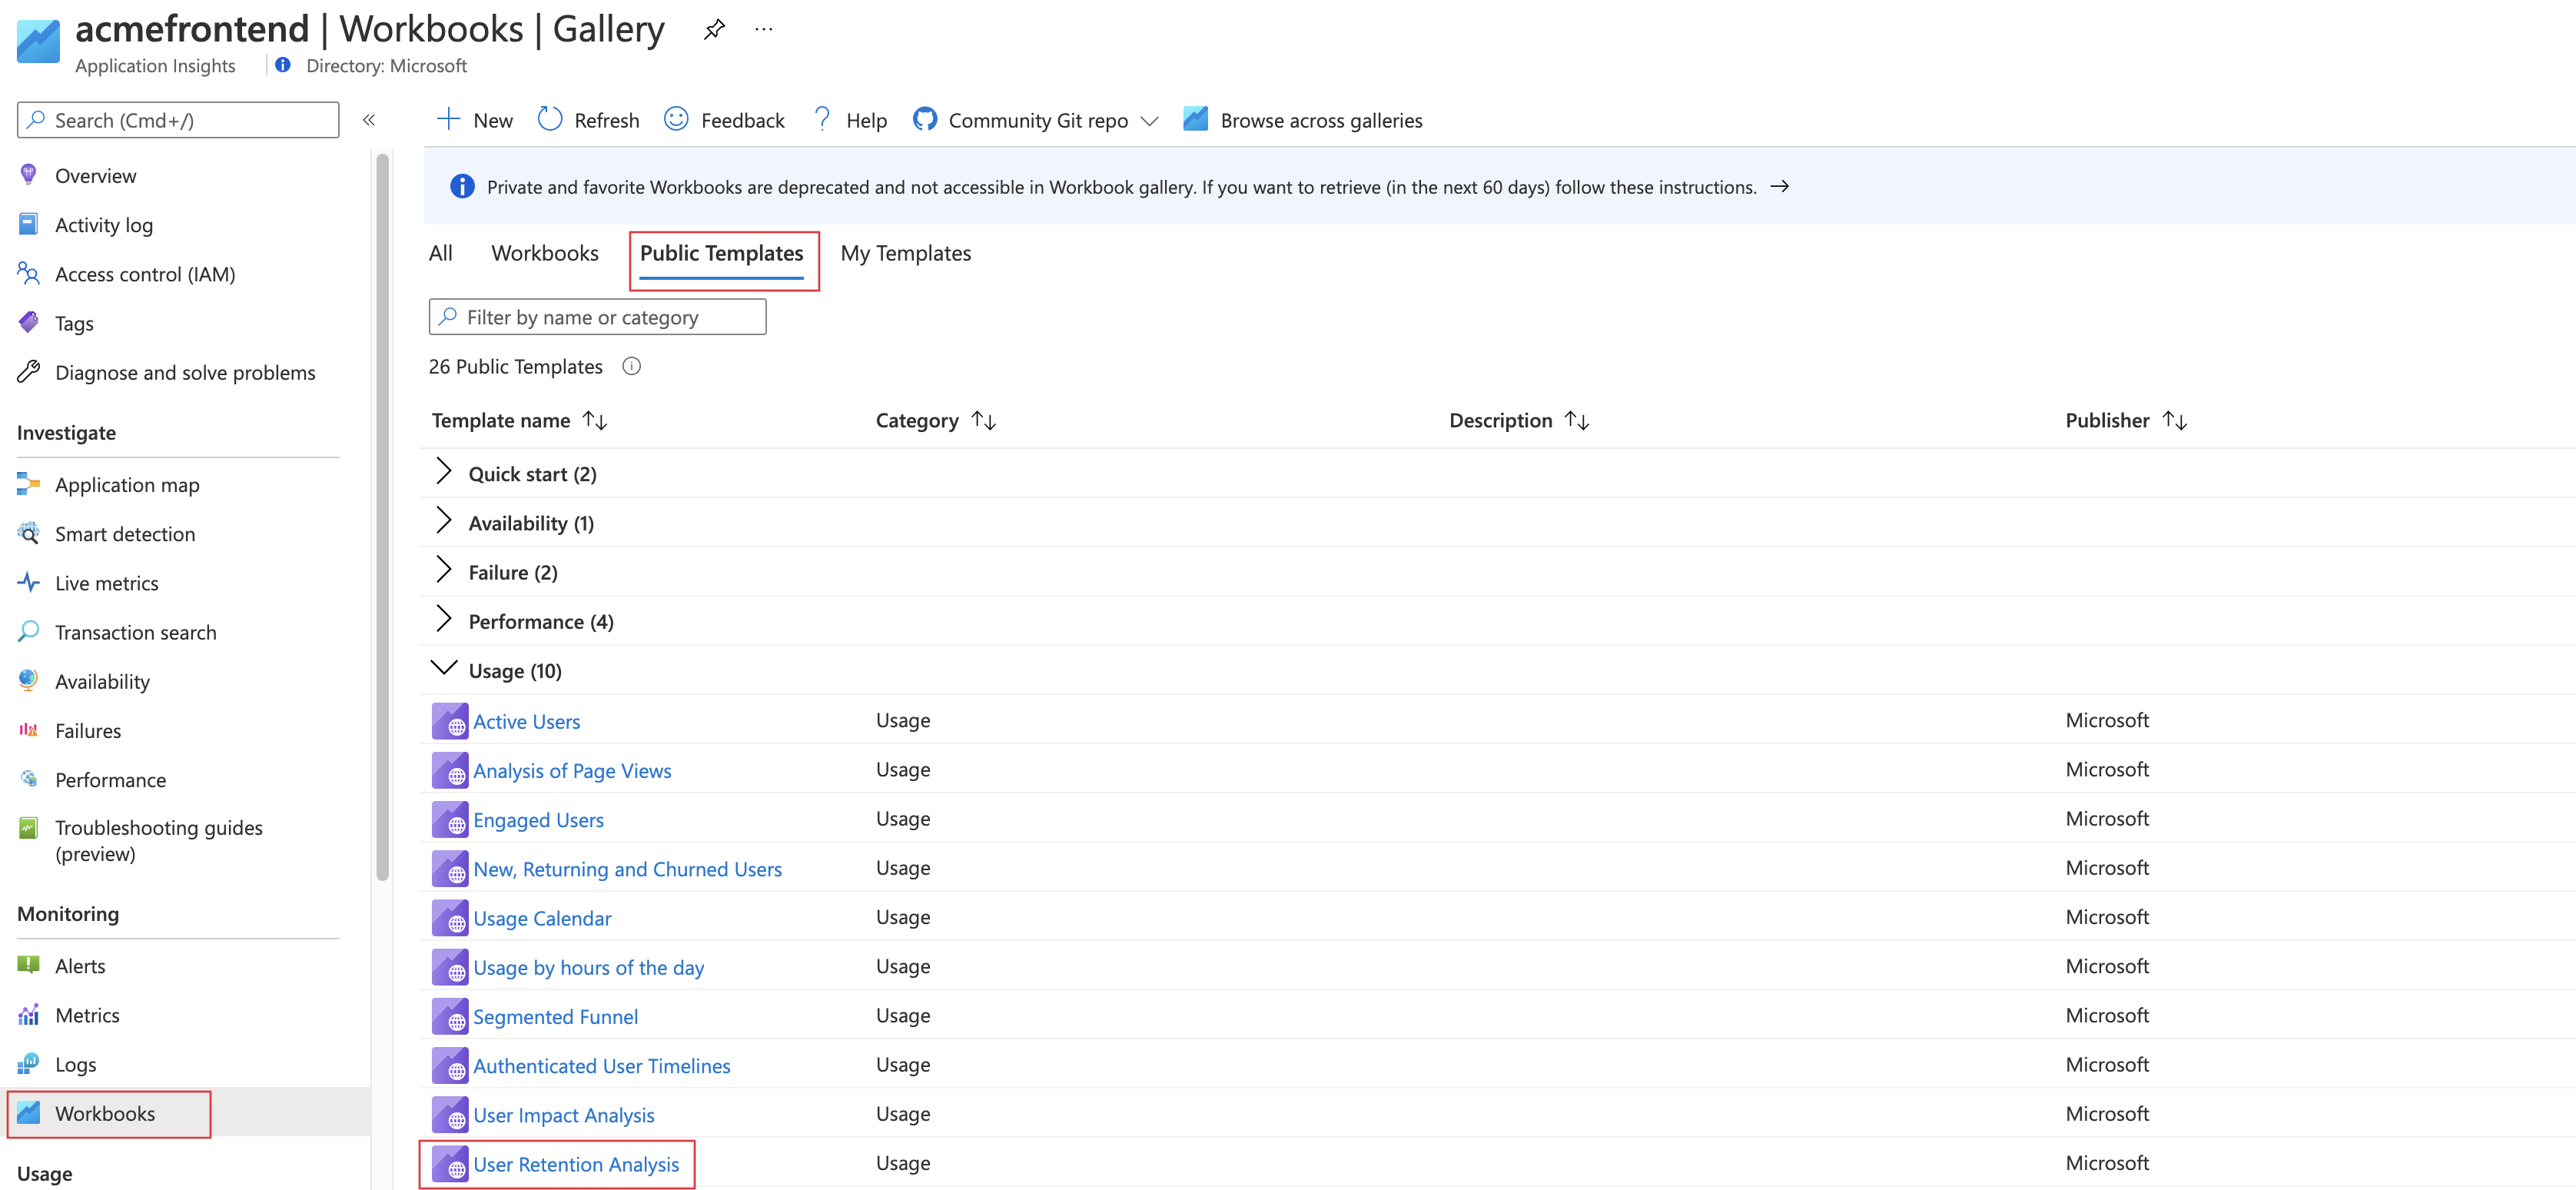 acmefrontend | Workbooks | Gallery
Application Insights
Directory: Microsoft
Search (Cmd+/)
New
Refresh
Feedback
Help
Community Git repo
Browse across galleries
Overview
Activity log
Access control (IAM)
Tags
Diagnose and solve problems
Investigate
Application map
Smart detection
Live metrics
Transaction search
Availability
Failures
Performance
Troubleshooting guides
(preview)
Monitoring
Alerts
Metrics
Logs
Workbooks
Usage
Private and favorite Workbooks are deprecated and not accessible in Workbook gallery. If you want to retrieve (in the next 60 days) follow these instructions. →
All Workbooks Public Templates My Templates
Filter by name or category
26 Public Templates
Template name Category Description Publisher
Quick start (2)
Availability (1)
Failure (2)
Performance (4)
Usage (10)
Active Users Usage Microsoft
Analysis of Page Views Usage Microsoft
Engaged Users Usage Microsoft
New, Returning and Churned Users Usage Microsoft
Usage Calendar Usage Microsoft
Usage by hours of the day Usage Microsoft
Segmented Funnel Usage Microsoft
Authenticated User Timelines Usage Microsoft
User Impact Analysis Usage Microsoft
User Retention Analysis Usage Microsoft